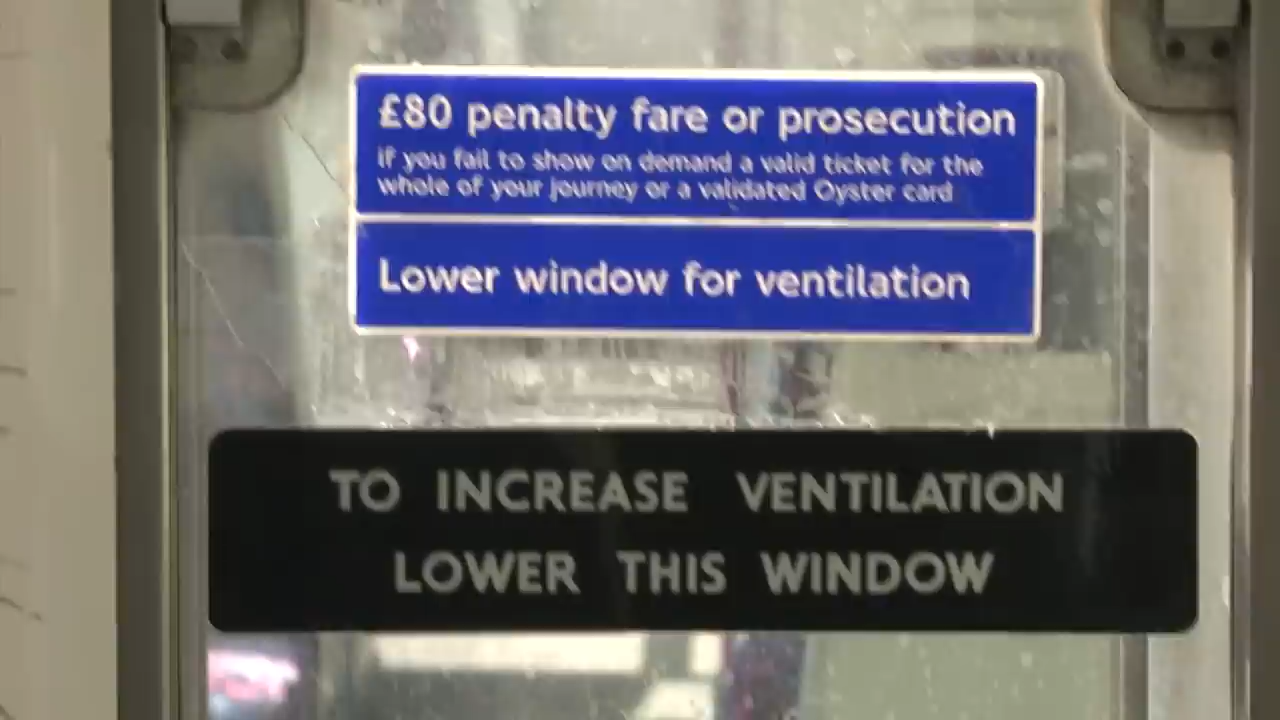 £80 penalty fare or prosecution
if you fail to show on demand a valid ticket for the
whole of your journey or a validated Oyster card
Lower window for ventilation
TO INCREASE VENTILATION
LOWER THIS WINDOW